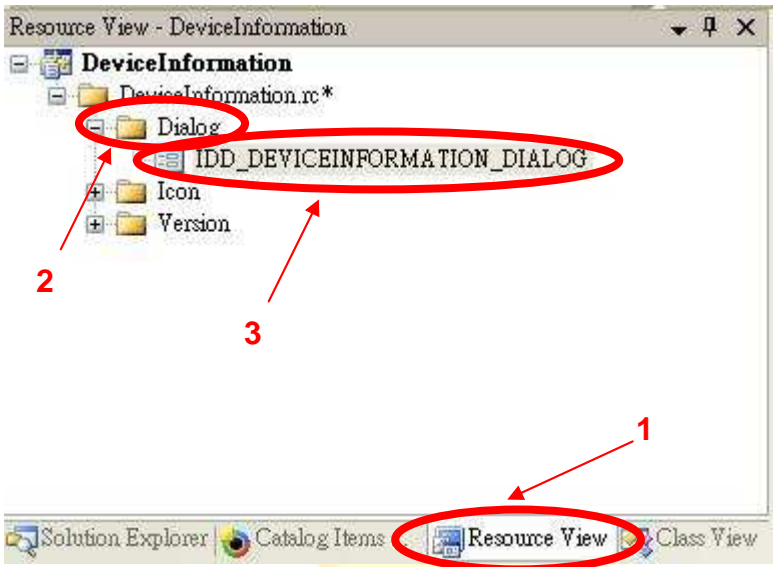 Resource View - DeviceInformation
DeviceInformation
DeviceInformation.rc*
Dialog
IDD_DEVICEINFORMATION_DIALOG
Icon
Version
2
3
1
Solution Explorer Catalog Items ... Resource View Class View